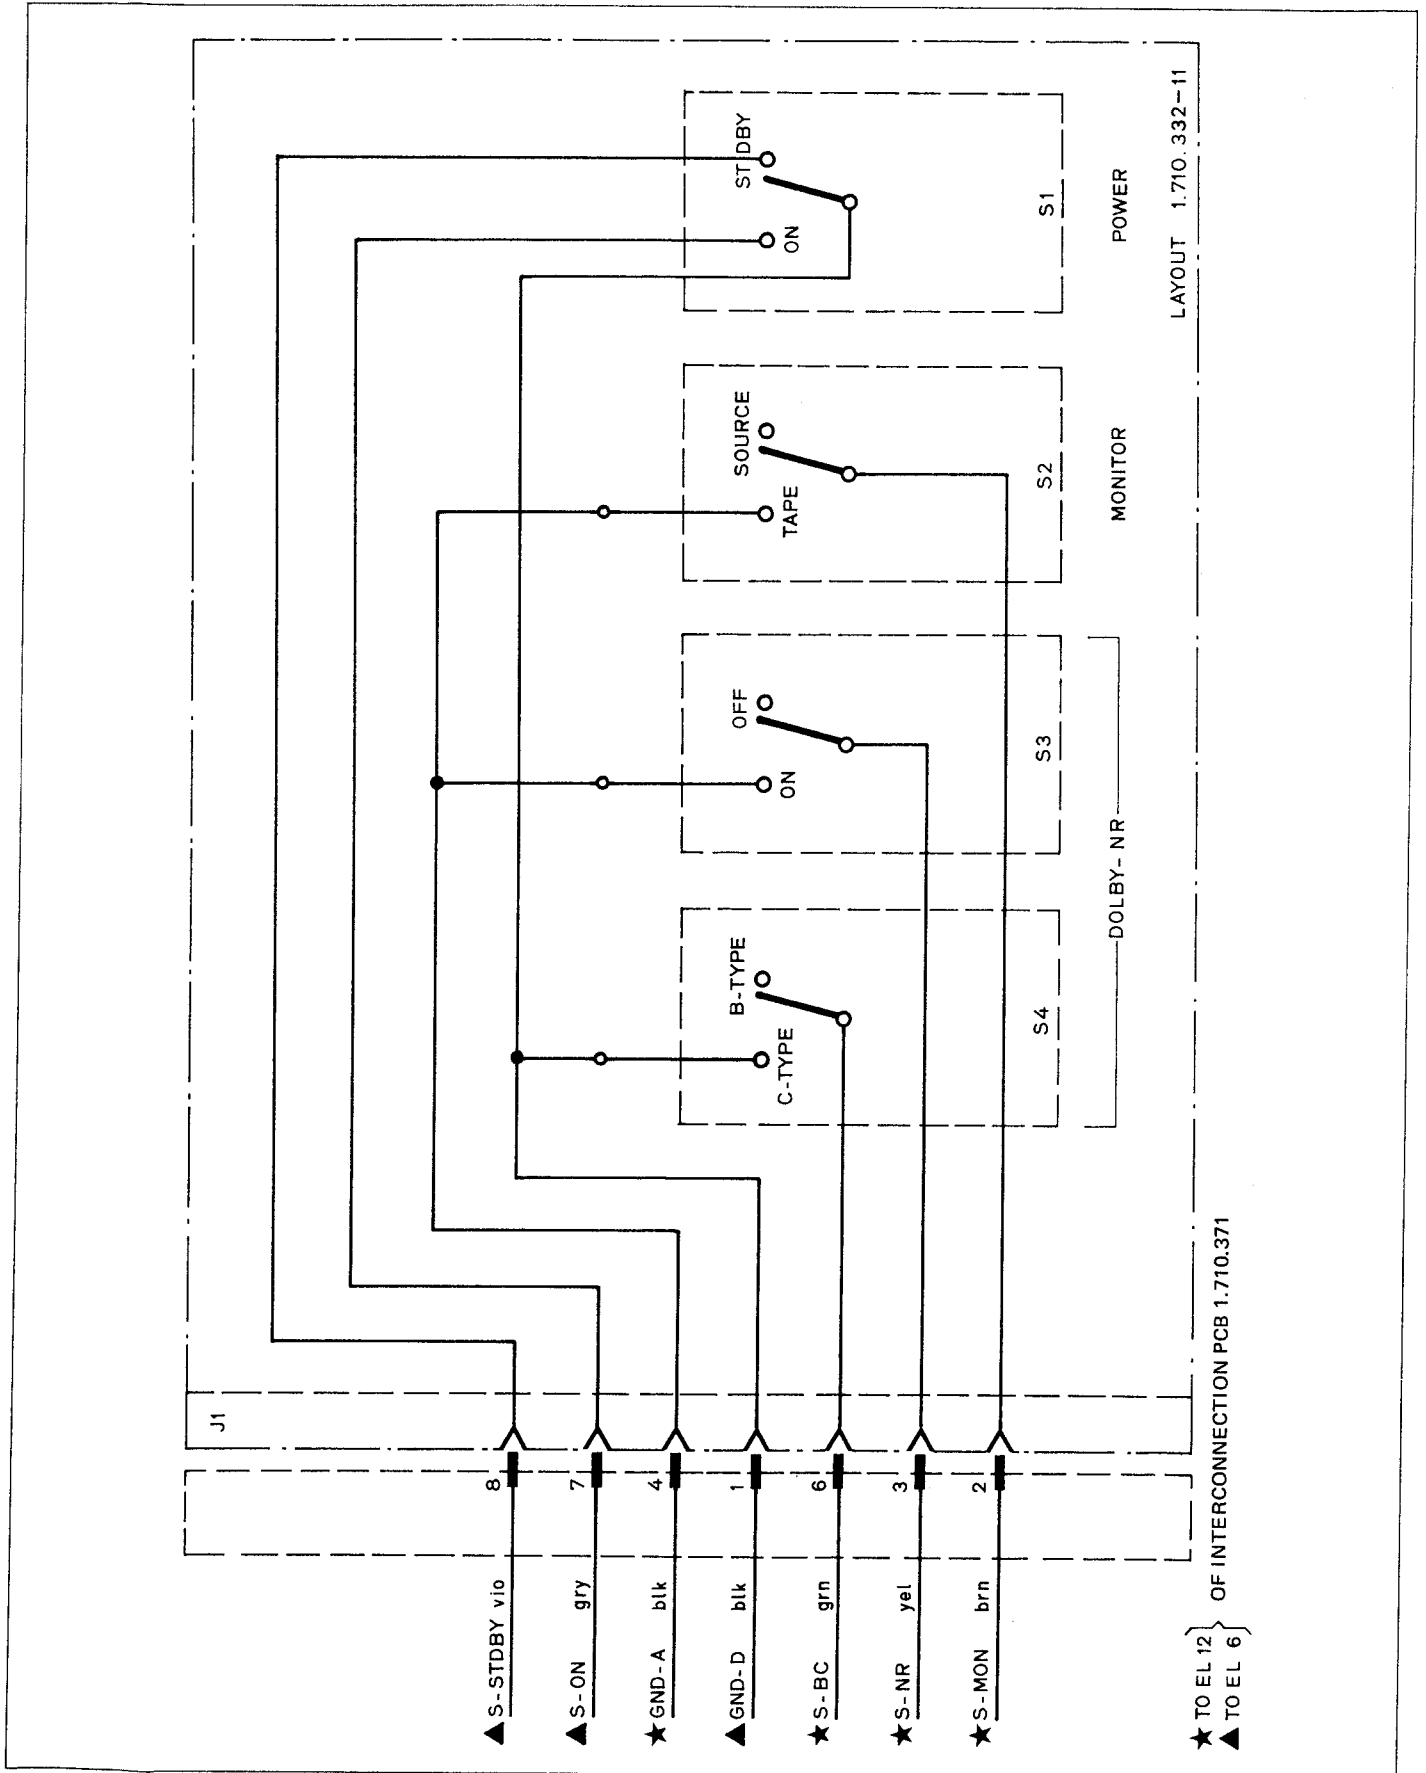 J1
S-STDBY vio 8
S-ON gry 7
GND-A blk 4
GND-D blk 1
S-BC grn 6
S-NR yel 3
S-MON brn 2
C-TYPE
B-TYPE
S4
ON
OFF
S3
DOLBY-NR
TAPE
SOURCE
S2
MONITOR
ON
ST DBY
S1
POWER
LAYOUT 1.710.332-11
TO EL 12
TO EL 6
OF INTERCONNECTION PCB 1.710.371